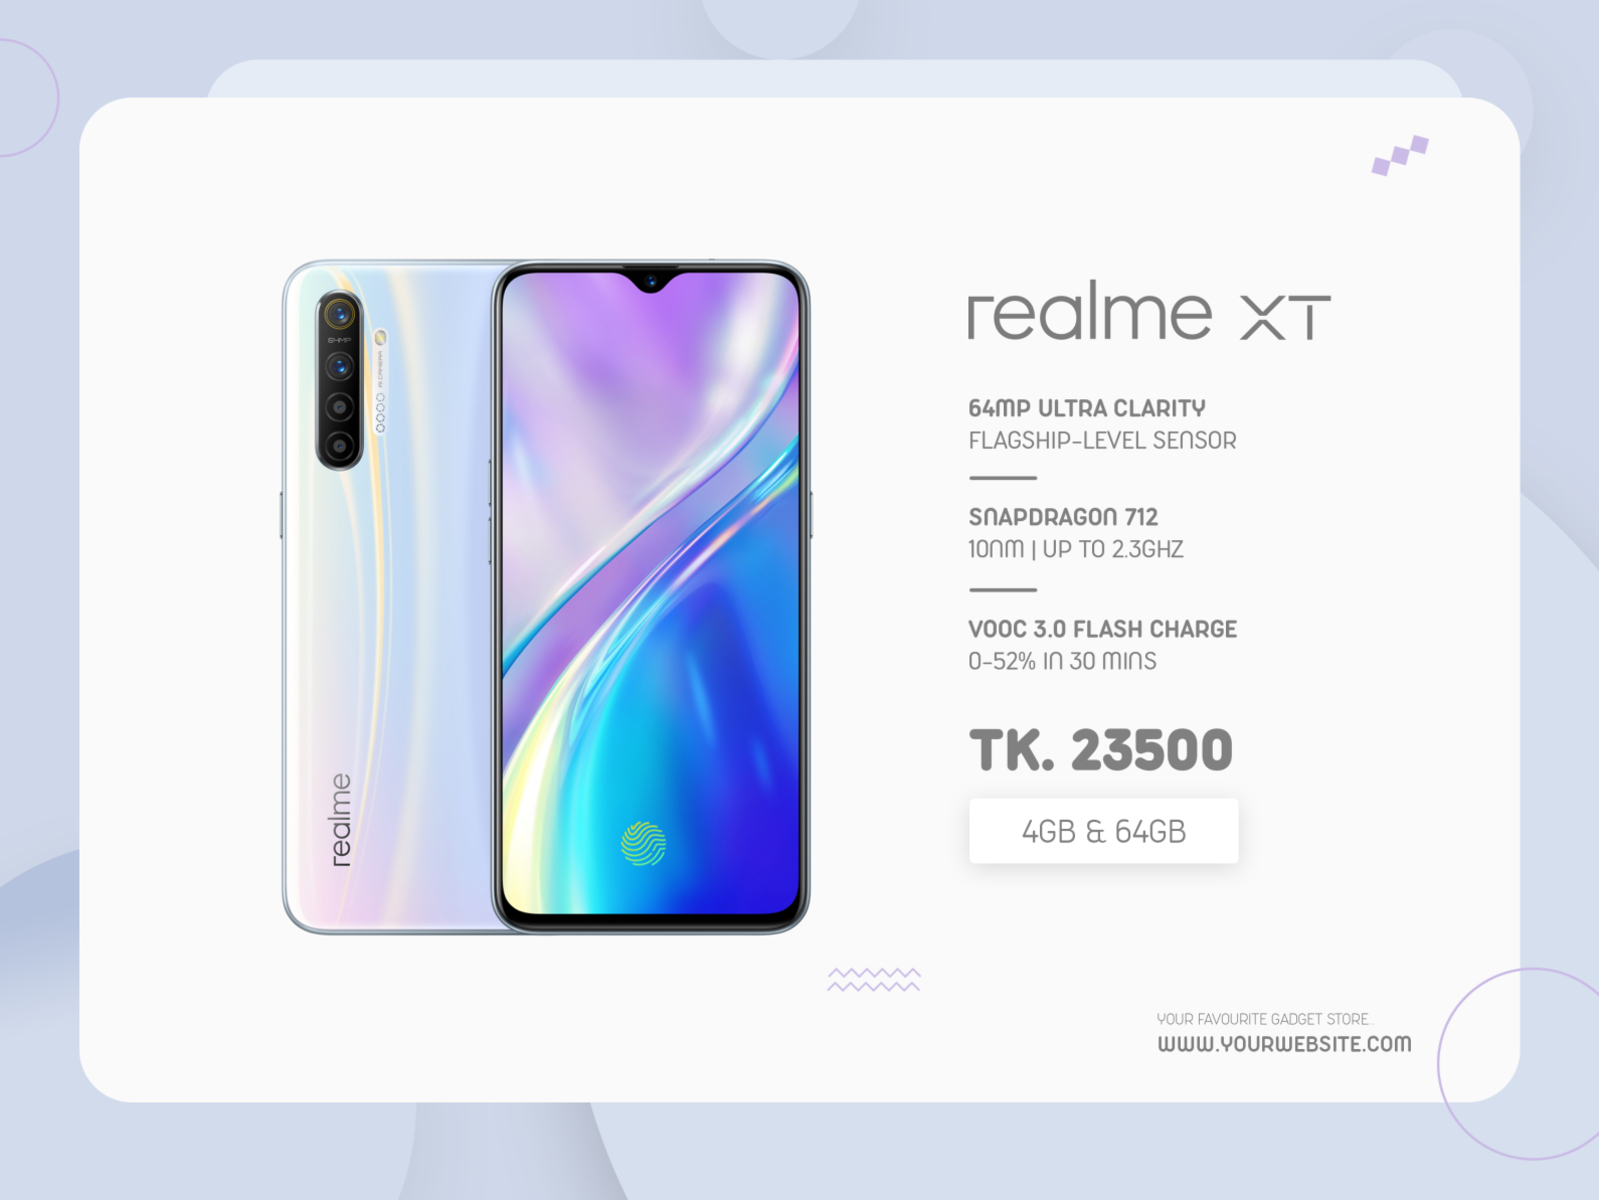 64MP
AI CAMERA
realme
realme XT
64MP ULTRA CLARITY
FLAGSHIP-LEVEL SENSOR
SNAPDRAGON 712
10NM | UP TO 2.3GHZ
VOOC 3.0 FLASH CHARGE
0-52% IN 30 MINS
TK. 23500
4GB & 64GB
YOUR FAVOURITE GADGET STORE..
WWW.YOURWEBSITE.COM